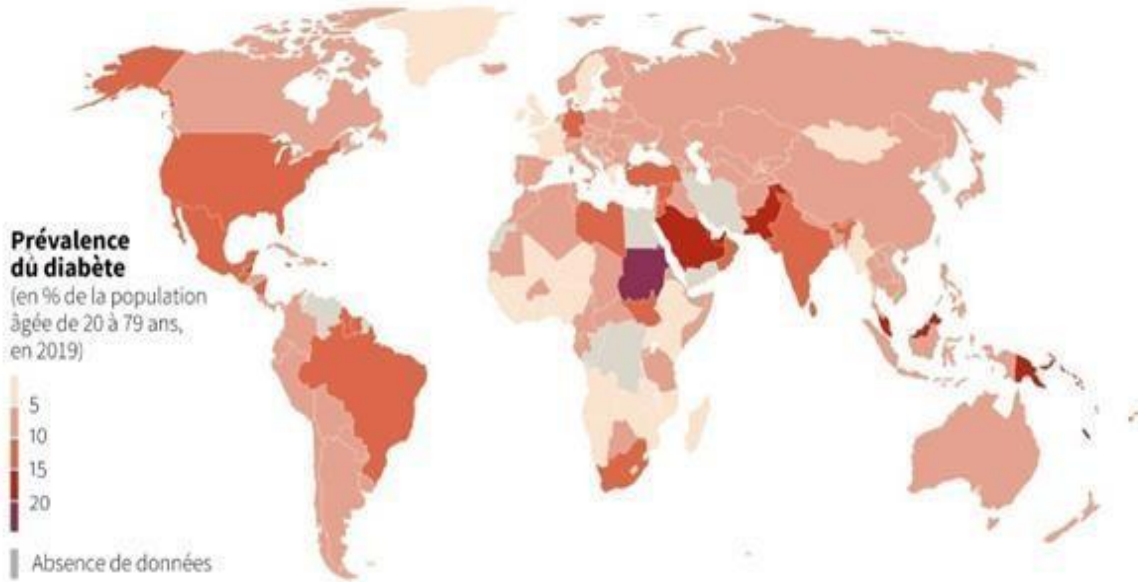 Prévalence
du diabète
(en % de la population
âgée de 20 à 79 ans,
en 2019)
5
10
15
20
Absence de données